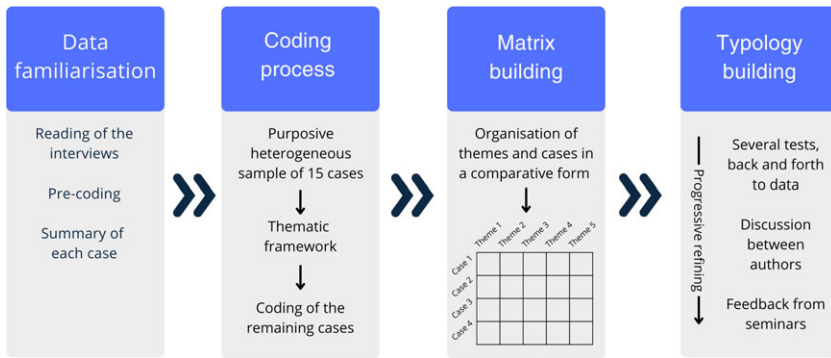 Data
familiarisation
Reading of the
interviews
Pre-coding
Summary of
each case
Coding
process
Purposive
heterogeneous
sample of 15 cases
Thematic
framework
Coding of the
remaining cases
Matrix
building
Organisation of
themes and cases in
a comparative form
Theme 1
Theme 2
Theme 3
Theme 4
Theme 5
Case 1
Case 2
Case 3
Case 4
Typology
building
Progressive refining
Several tests,
back and forth
to data
Discussion
between
authors
Feedback from
seminars